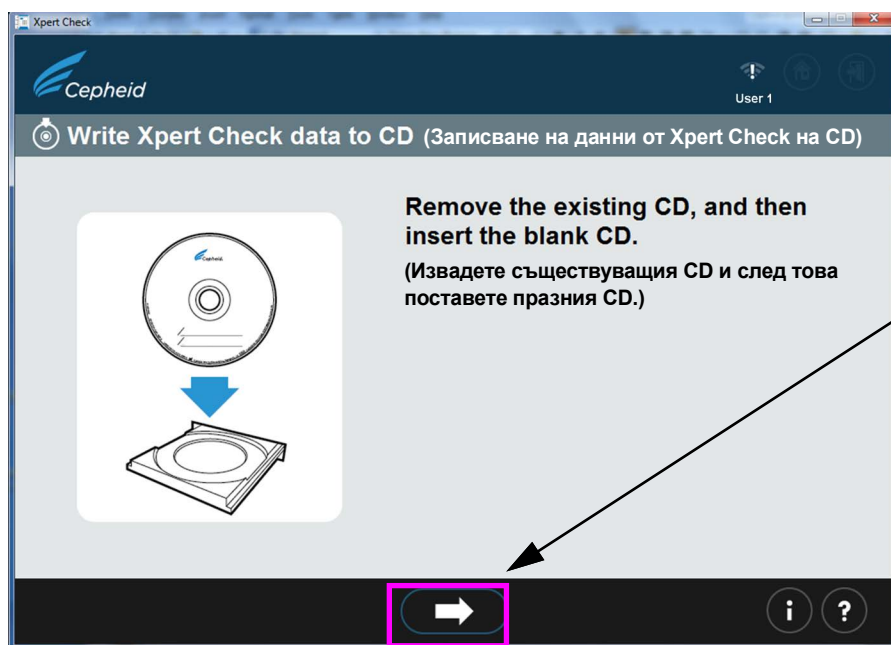 Xpert Check
Cepheid
User 1
Write Xpert Check data to CD (Записване на данни от Xpert Check на CD)
Cepheid
Remove the existing CD, and then
insert the blank CD.
(Извадете съществуващия CD и след това
поставете празния CD.)
i ?